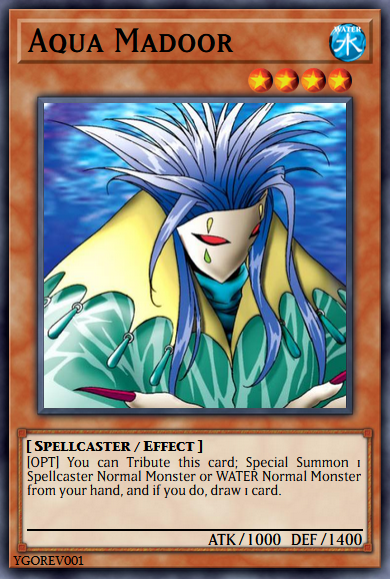 Aqua Madoor
WATER
水
[ Spellcaster / Effect ]
[OPT] You can Tribute this card; Special Summon 1
Spellcaster Normal Monster or WATER Normal Monster
from your hand, and if you do, draw 1 card.
ATK/1000 DEF/1400
YGOREV001